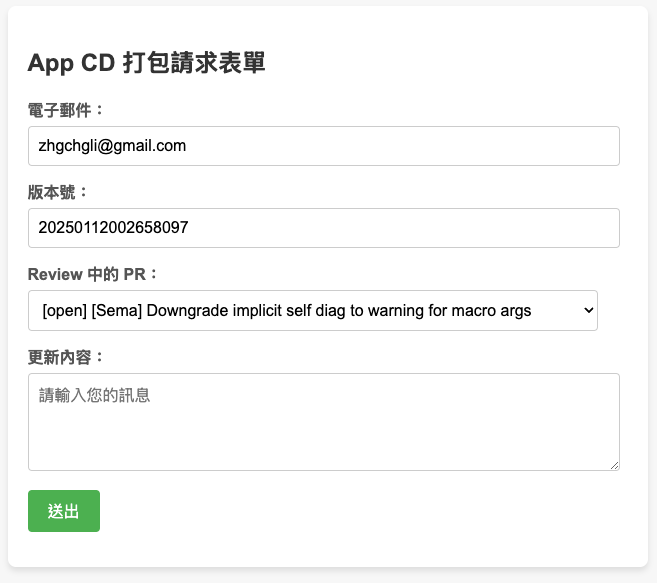 App CD 打包請求表單
電子郵件：
zhgchgli@gmail.com
版本號：
20250112002658097
Review 中的 PR：
[open] [Sema] Downgrade implicit self diag to warning for macro args
更新內容：
請輸入您的訊息
送出